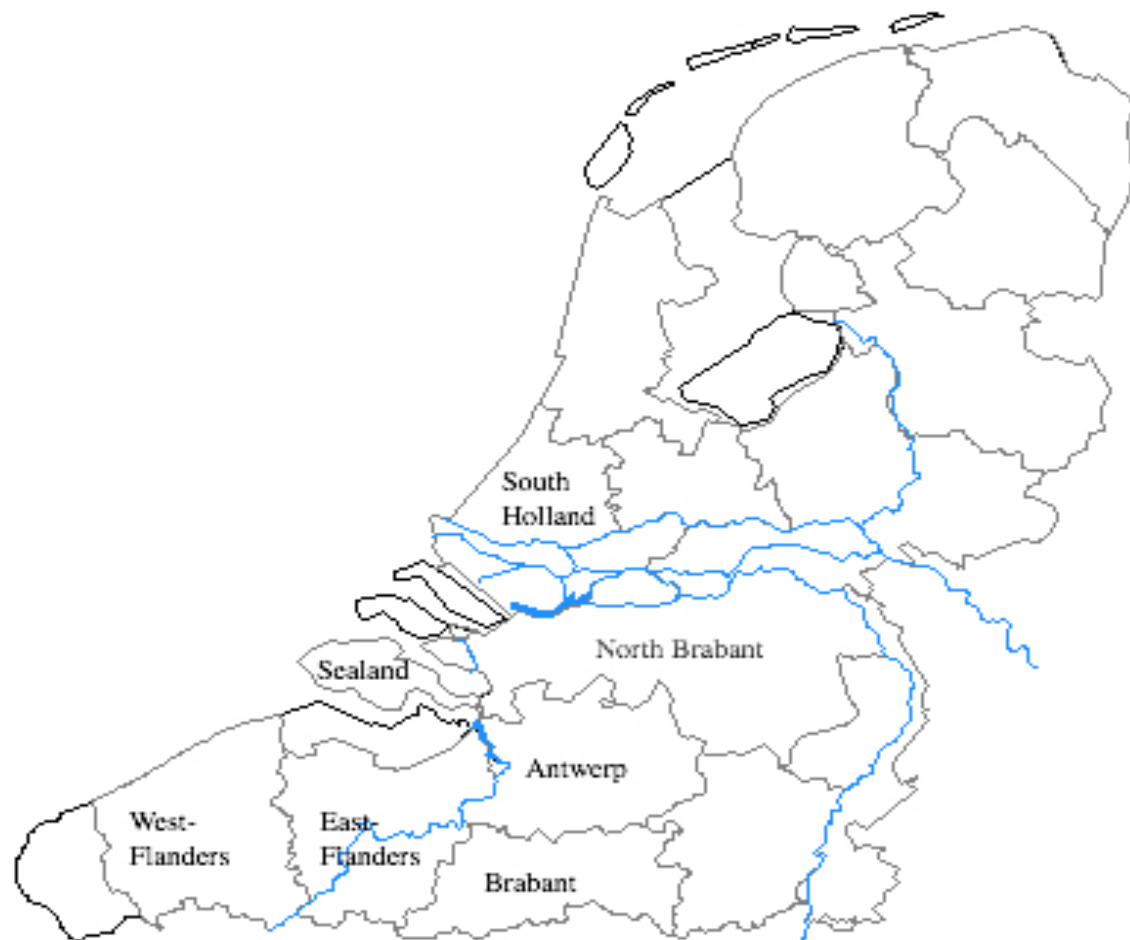 South
Holland
North Brabant
Sealand
Antwerp
West-
Flanders
East-
Flanders
Brabant